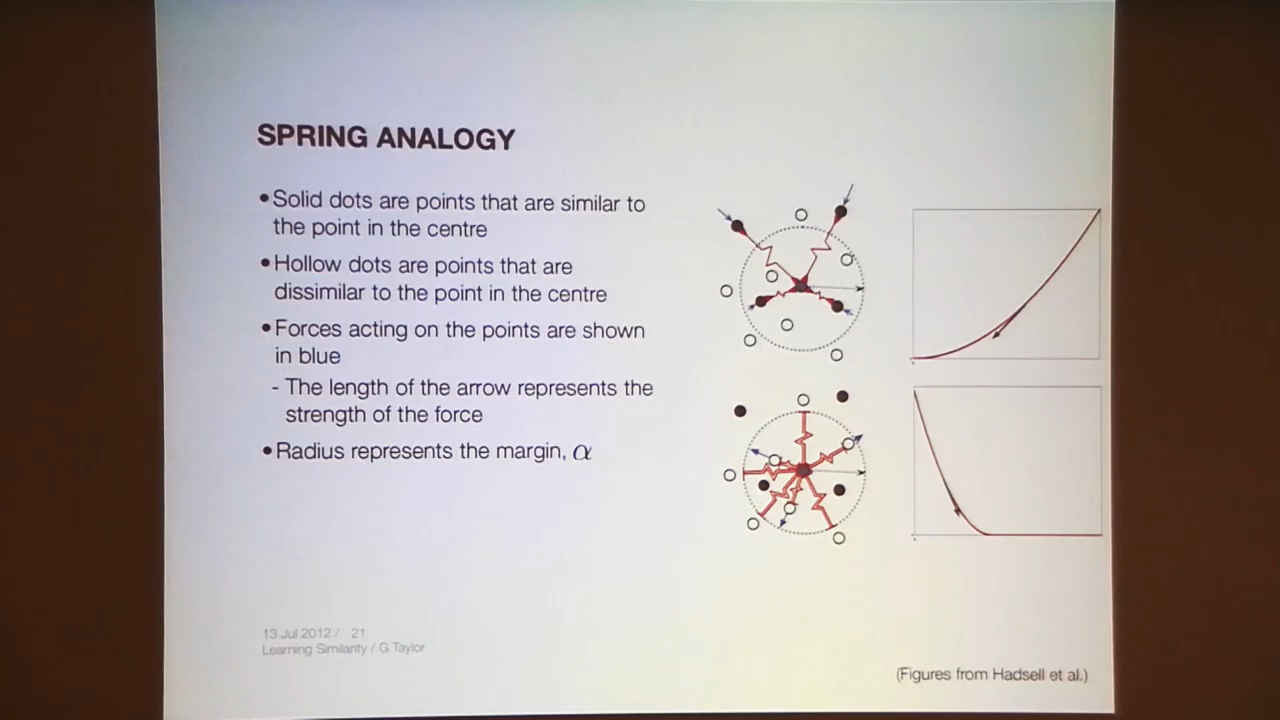 SPRING ANALOGY
•Solid dots are points that are similar to
the point in the centre
•Hollow dots are points that are
dissimilar to the point in the centre
•Forces acting on the points are shown
in blue
- The length of the arrow represents the
strength of the force
•Radius represents the margin, α
13 Jul 2012 / 21
Learning Similarity / G Taylor
(Figures from Hadsell et al.)